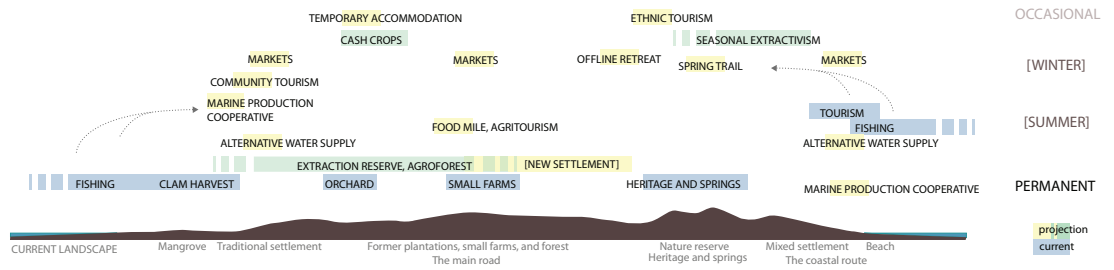 TEMPORARY ACCOMMODATION
ETHNIC TOURISM
OCCASIONAL
CASH CROPS
SEASONAL EXTRACTIVISM
MARKETS
MARKETS
OFFLINE RETREAT
SPRING TRAIL
MARKETS
[WINTER]
COMMUNITY TOURISM
MARINE PRODUCTION
COOPERATIVE
TOURISM
FOOD MILE, AGRITOURISM
FISHING
[SUMMER]
ALTERNATIVE WATER SUPPLY
ALTERNATIVE WATER SUPPLY
EXTRACTION RESERVE, AGROFOREST
[NEW SETTLEMENT]
FISHING
CLAM HARVEST
ORCHARD
SMALL FARMS
HERITAGE AND SPRINGS
MARINE PRODUCTION COOPERATIVE
PERMANENT
projection
current
CURRENT LANDSCAPE
Mangrove
Traditional settlement
Former plantations, small farms, and forest
The main road
Nature reserve
Heritage and springs
Mixed settlement
The coastal route
Beach